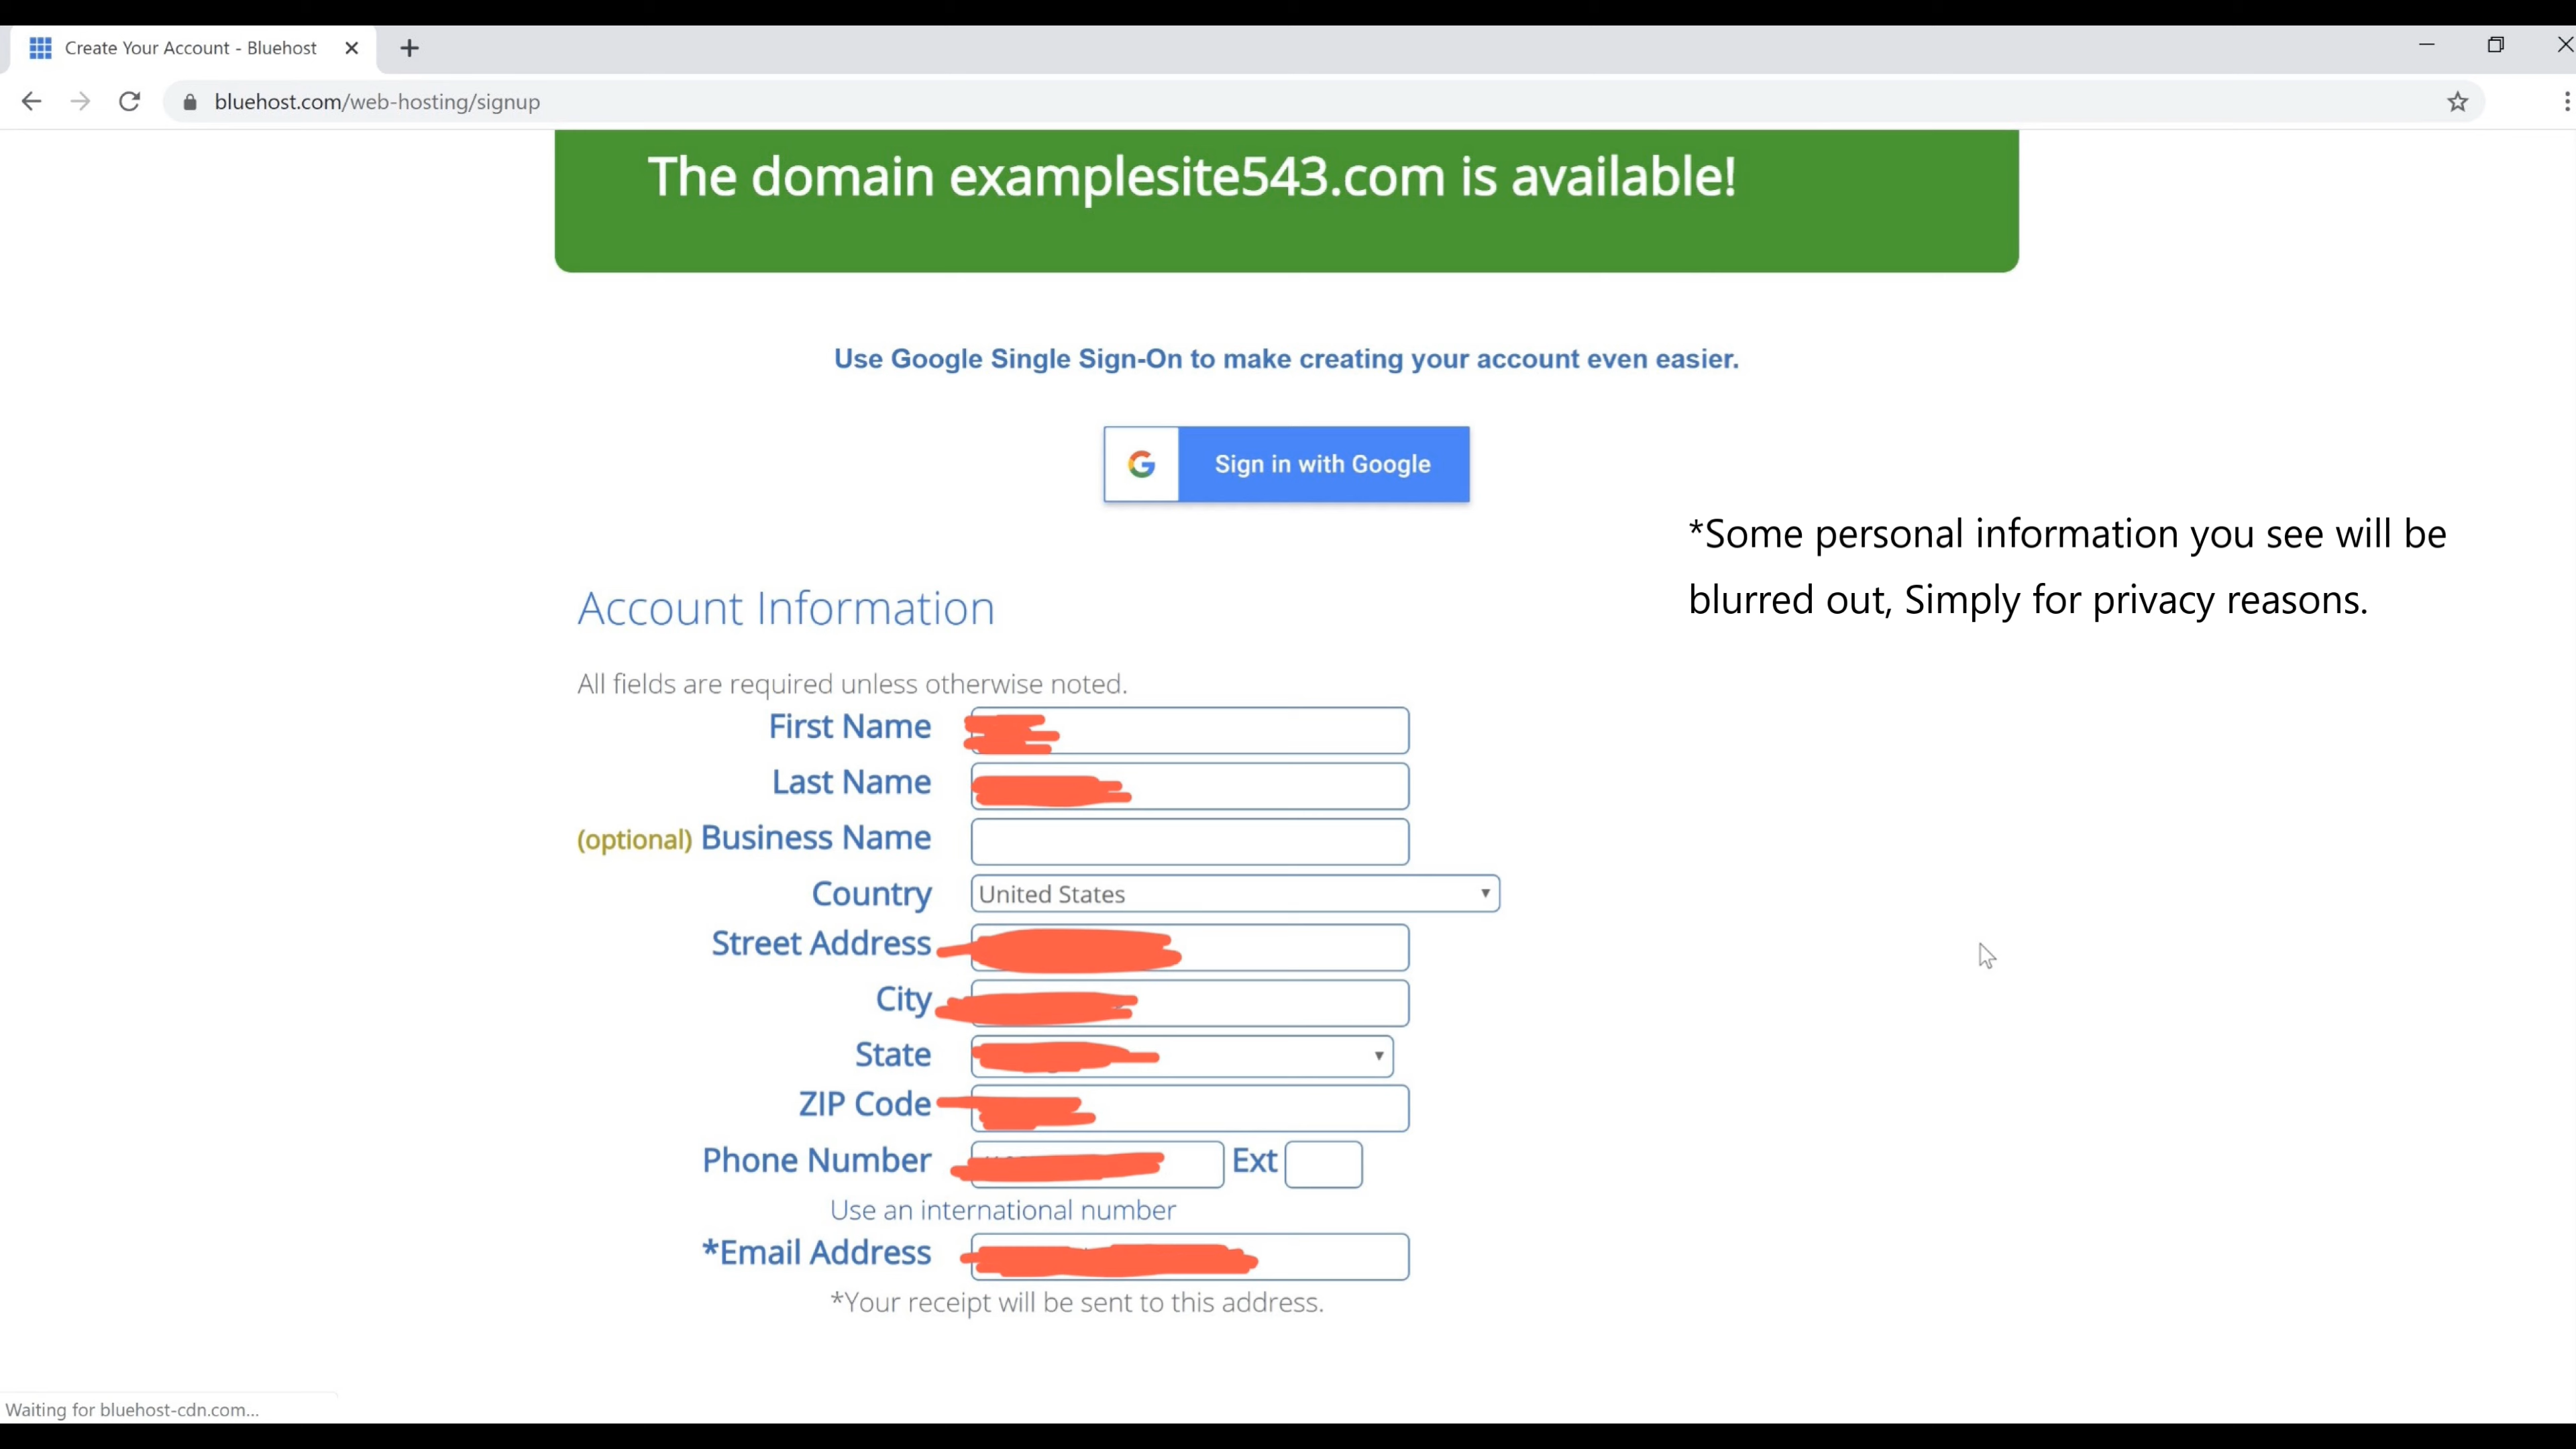 Create Your Account - Bluehost
bluehost.com/web-hosting/signup
The domain examplesite543.com is available!
Use Google Single Sign-On to make creating your account even easier.
G Sign in with Google
*Some personal information you see will be
blurred out, Simply for privacy reasons.
Account Information
All fields are required unless otherwise noted.
First Name
Last Name
(optional) Business Name
Country United States
Street Address
City
State
ZIP Code
Phone Number Ext
Use an international number
*Email Address
*Your receipt will be sent to this address.
Waiting for bluehost-cdn.com...